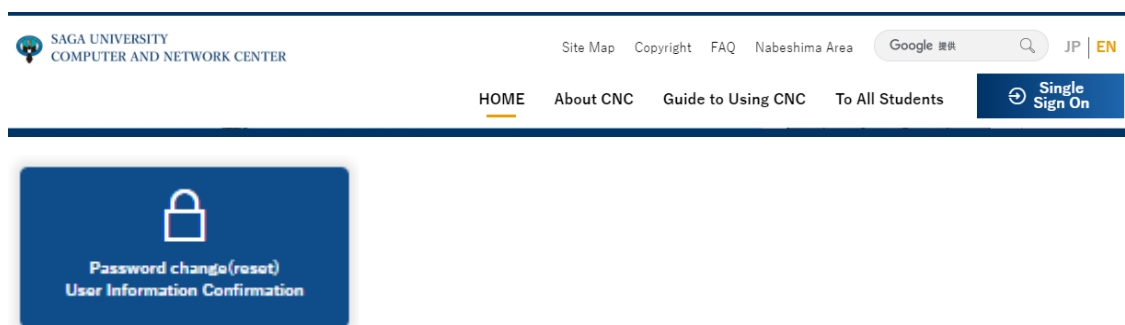 SAGA UNIVERSITY
COMPUTER AND NETWORK CENTER
Site Map Copyright FAQ Nabeshima Area Google 提供 JP | EN
HOME About CNC Guide to Using CNC To All Students
Single
Sign On
Password change(reset)
User Information Confirmation